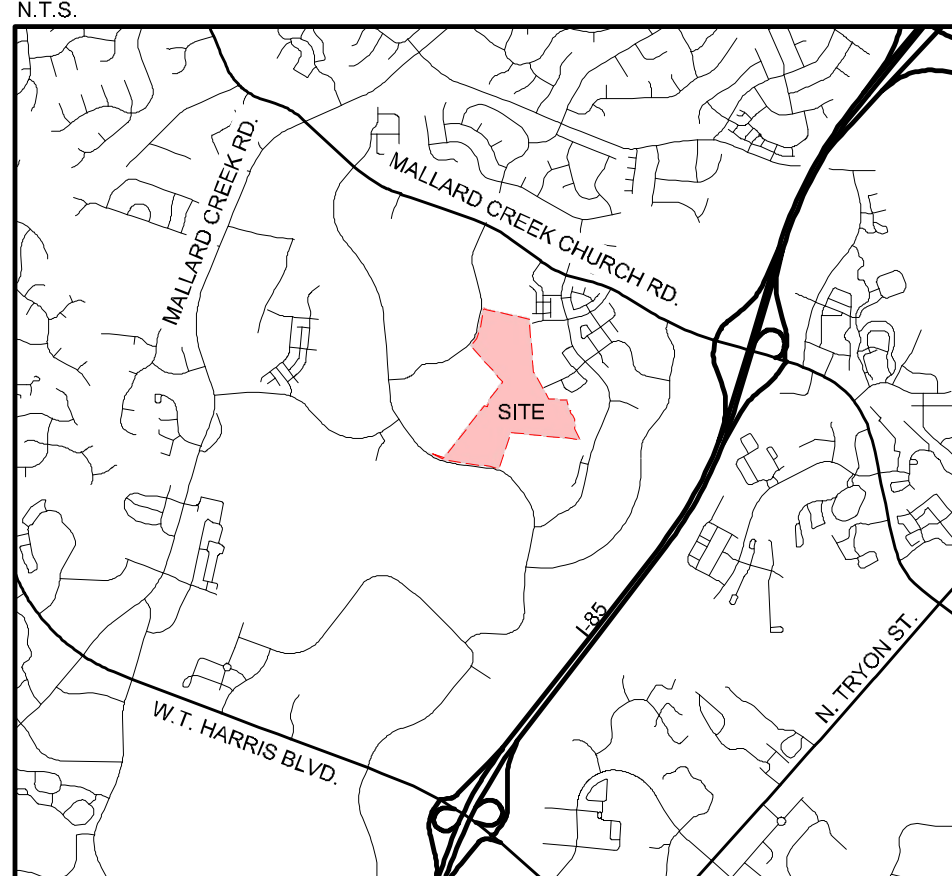 N.T.S.
MALLARD CREEK RD.
MALLARD CREEK CHURCH RD.
SITE
I-85
N. TRYON ST.
W.T. HARRIS BLVD.